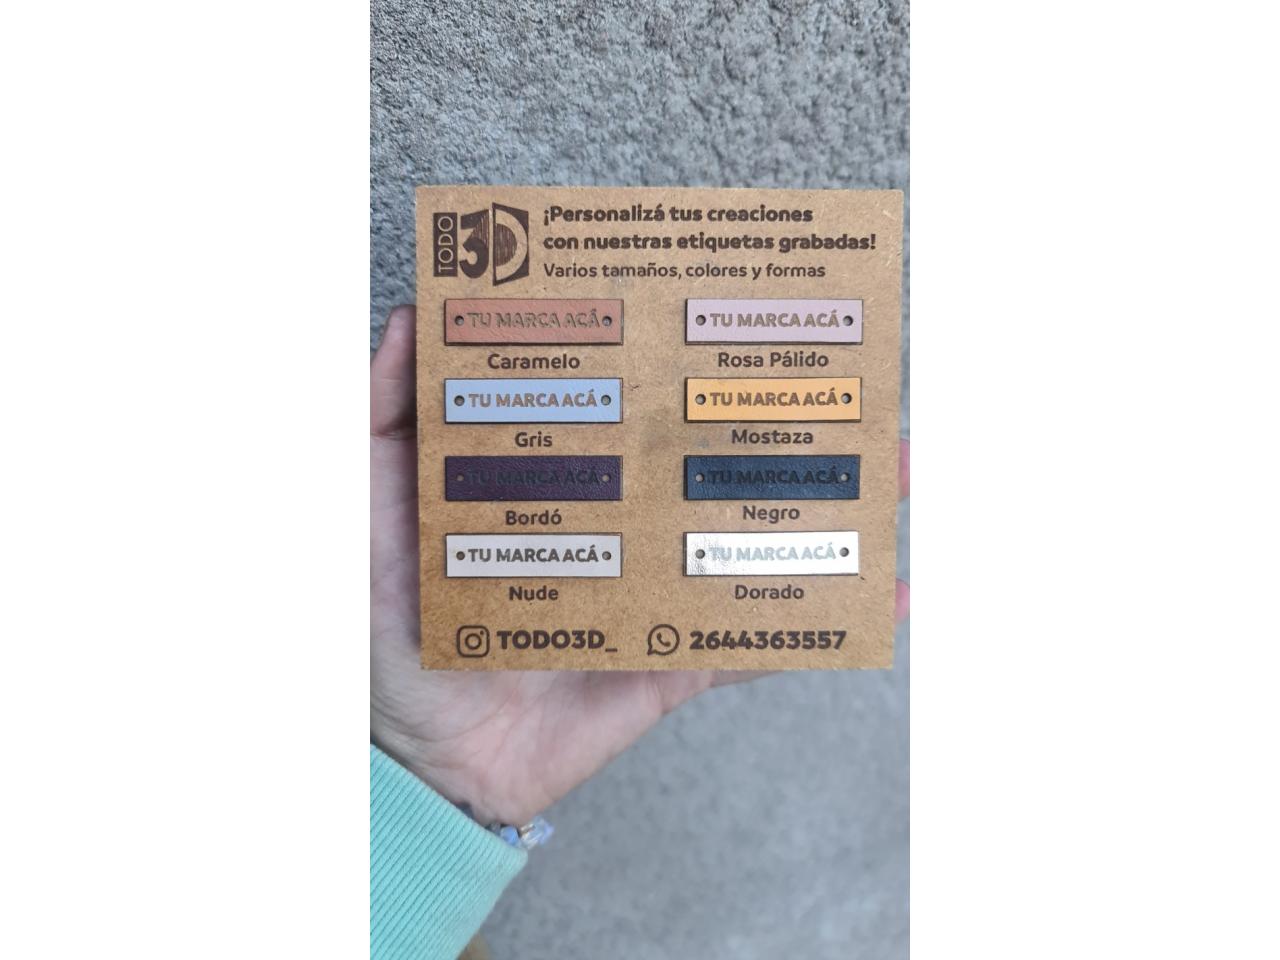 TODO 3D
¡Personalizá tus creaciones
con nuestras etiquetas grabadas!
Varios tamaños, colores y formas
TU MARCA ACÁ
TU MARCA ACÁ
Caramelo
Rosa Pálido
TU MARCA ACÁ
TU MARCA ACÁ
Gris
Mostaza
TU MARCA ACÁ
TU MARCA ACÁ
Bordó
Negro
TU MARCA ACÁ
TU MARCA ACÁ
Nude
Dorado
TODO3D_
2644363557